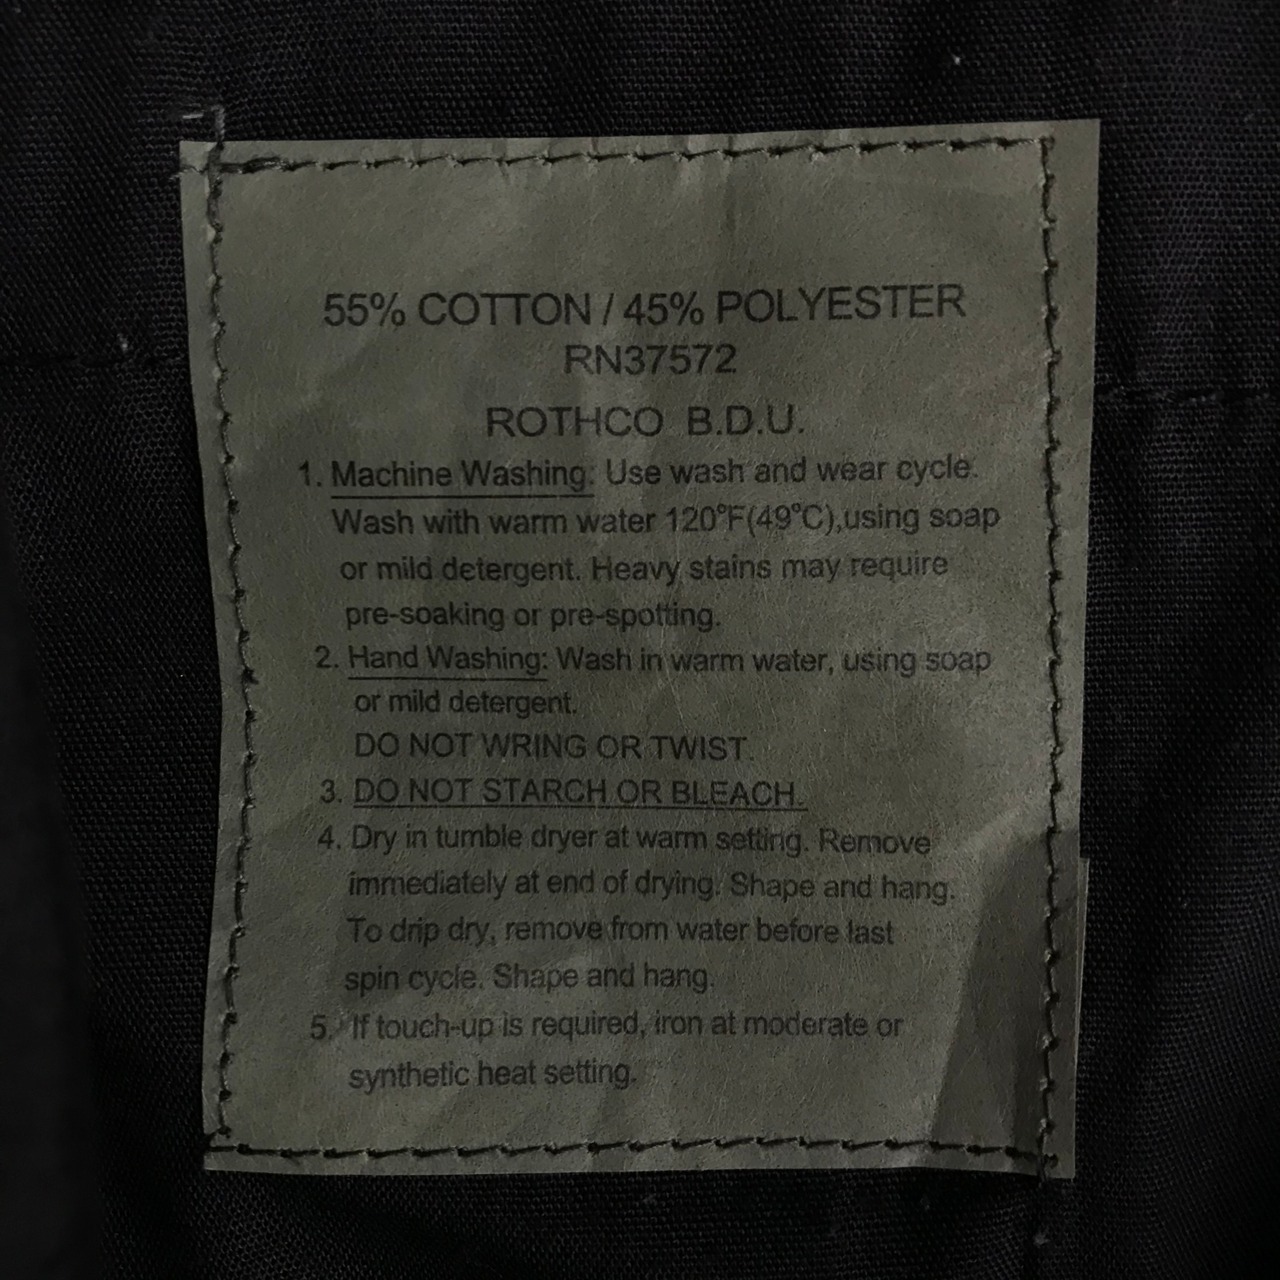 55% COTTON / 45% POLYESTER
RN37572
ROTHCO B.D.U.
1. Machine Washing: Use wash and wear cycle.
Wash with warm water 120°F(49°C),using soap
or mild detergent. Heavy stains may require
pre-soaking or pre-spotting.
2. Hand Washing: Wash in warm water, using soap
or mild detergent.
DO NOT WRING OR TWIST.
3. DO NOT STARCH OR BLEACH.
4. Dry in tumble dryer at warm setting. Remove
immediately at end of drying. Shape and hang.
To drip dry, remove from water before last
spin cycle. Shape and hang.
5. If touch-up is required, iron at moderate or
synthetic heat setting.